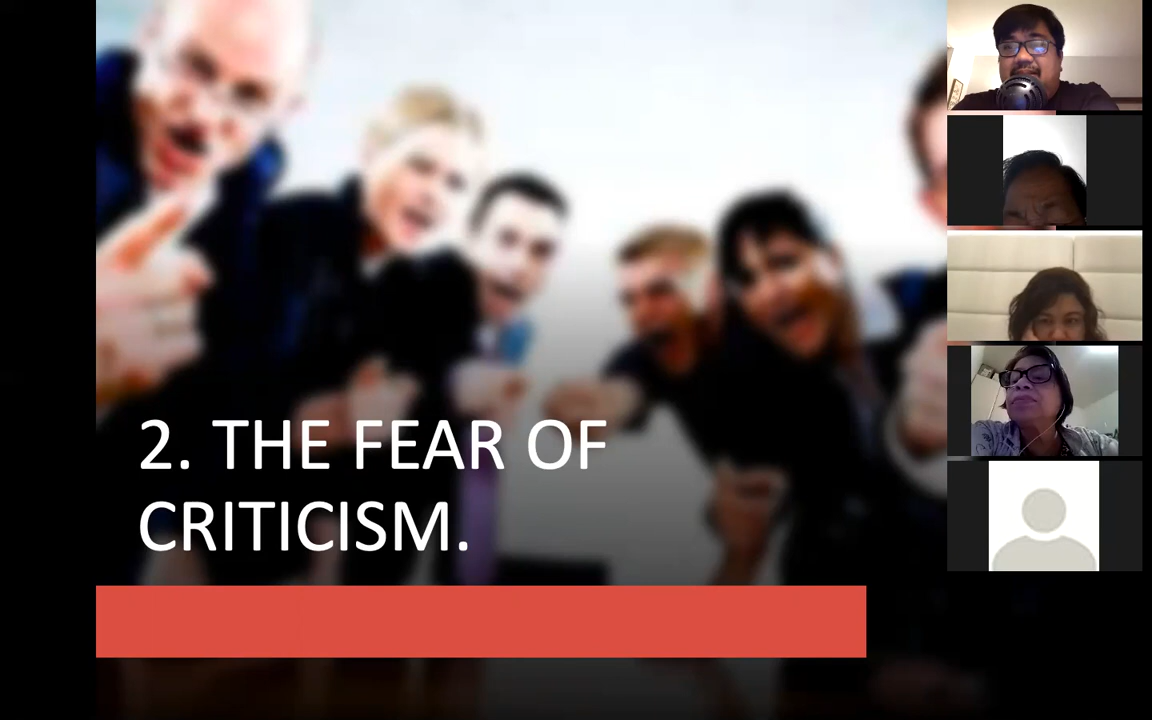 2. THE FEAR OF
CRITICISM.